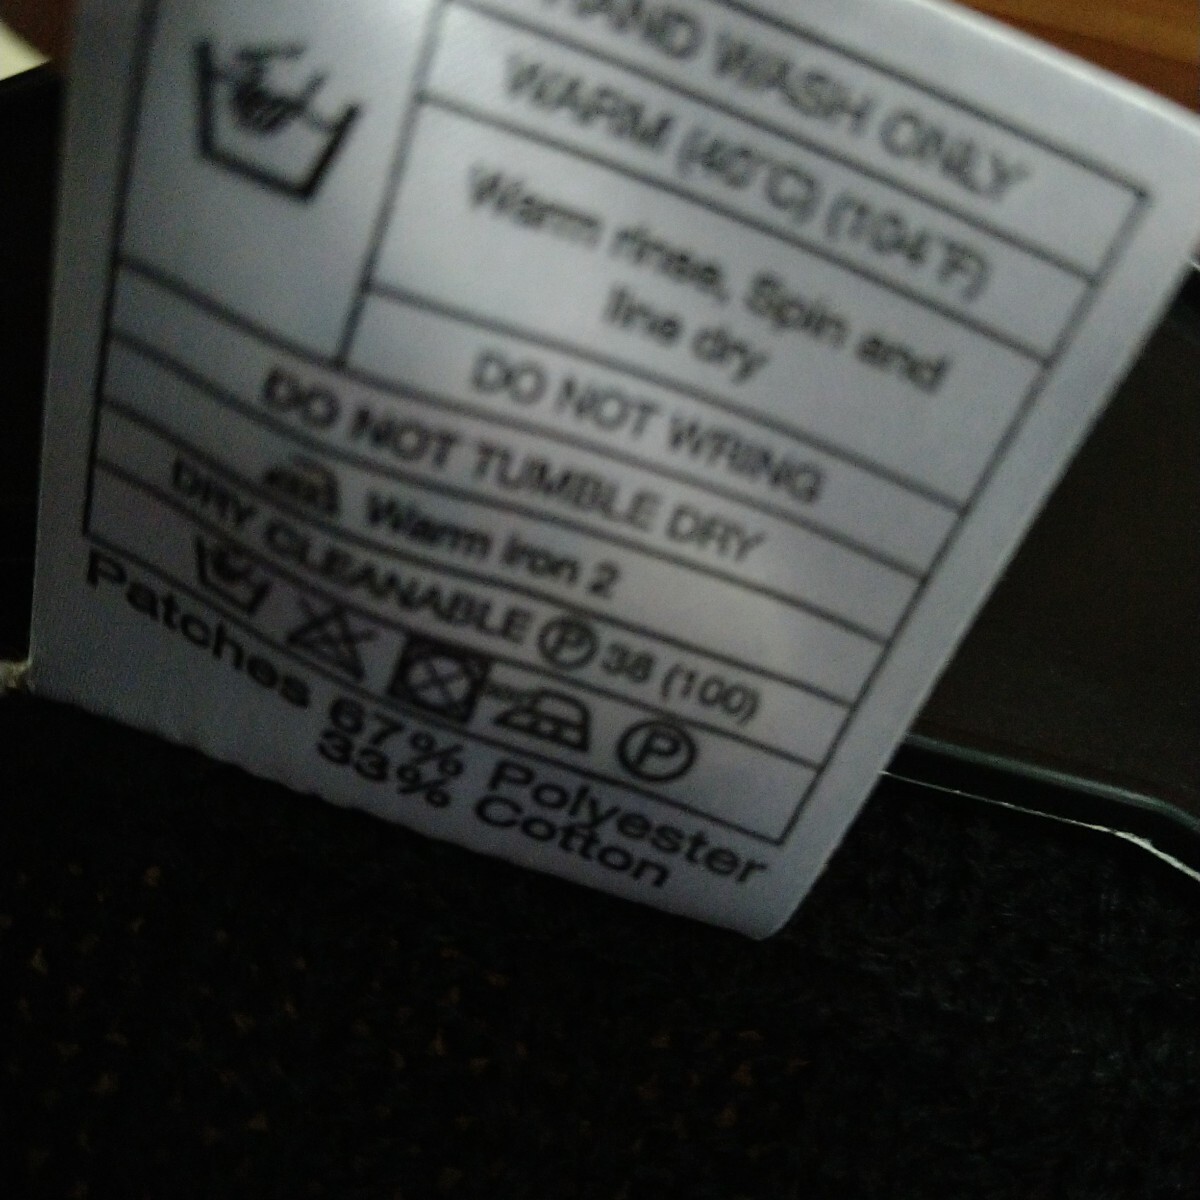 HAND WASH ONLY
WARM (40°C) (104°F)
Warm rinse, Spin and
line dry
DO NOT WRING
DO NOT TUMBLE DRY
Warm iron 2
DRY CLEANABLE P 38 (100)
P
Patches 67% Polyester
33% Cotton